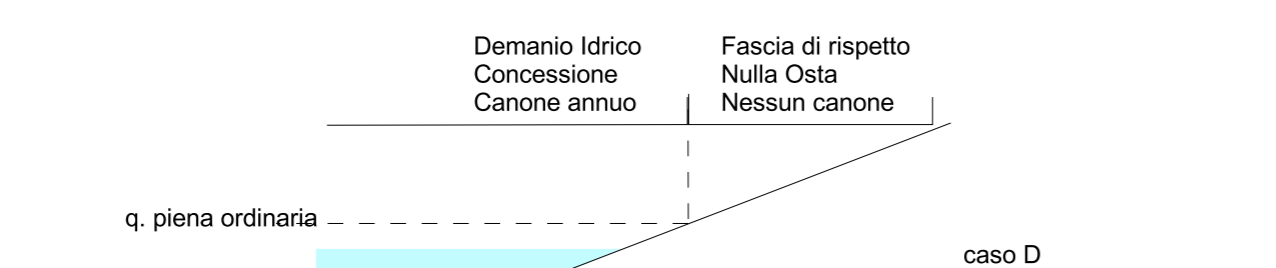 Demanio Idrico
Concessione
Canone annuo
Fascia di rispetto
Nulla Osta
Nessun canone
q. piena ordinaria
caso D